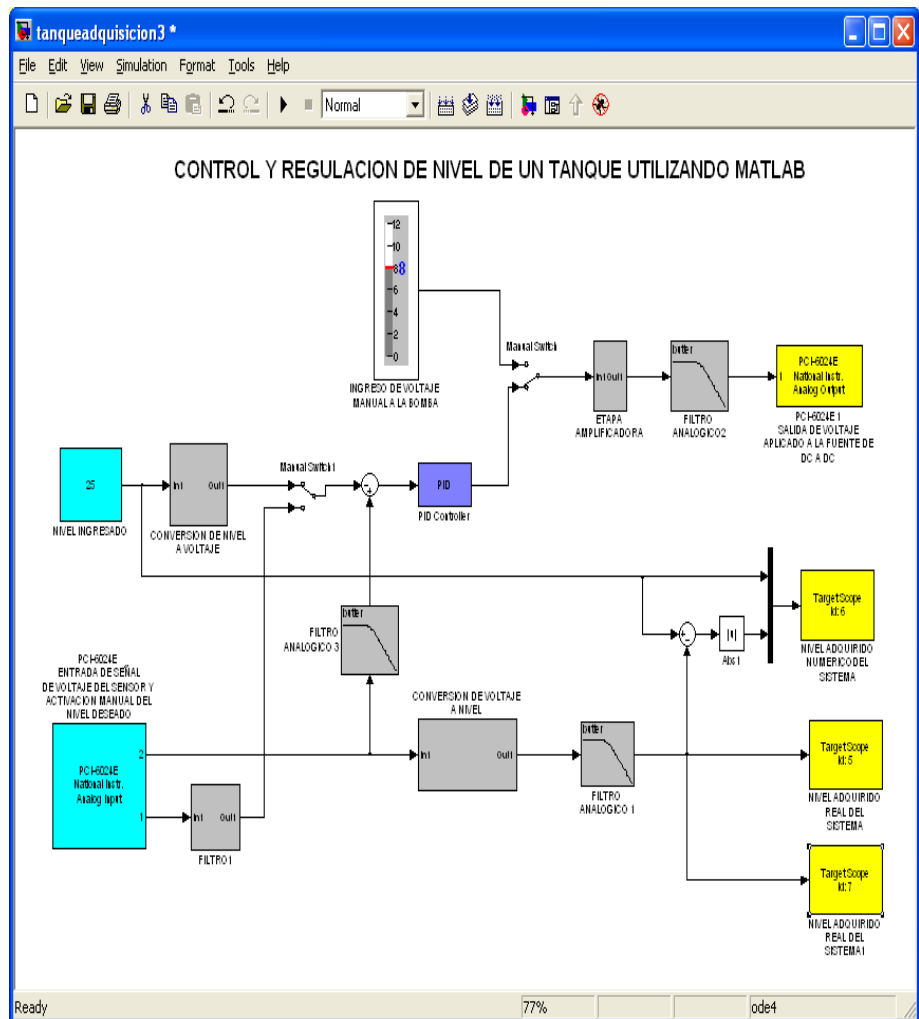 tanqueadquisicion3 *
File Edit View Simulation Format Tools Help
Normal
CONTROL Y REGULACION DE NIVEL DE UN TANQUE UTILIZANDO MATLAB
12
10
8 8
6
4
2
0
INGRESO DE VOLTAJE
MANUAL A LA BOMBA
Manual Switch
In1 Out1
ETAPA
AMPLIFICADORA
butter
FILTRO
ANALOGICO2
1
PCI-6024E
National Instr.
Analog Output
PCI-6024E 1
SALIDA DE VOLTAJE
APLICADO A LA FUENTE DE
DC A DC
25
NIVEL INGRESADO
In1 Out1
CONVERSION DE NIVEL
A VOLTAJE
Manual Switch1
PID
PID Controller
butter
FILTRO
ANALOGICO 3
|u|
Abs1
TargetScope
Id: 6
NIVEL ADQUIRIDO
NUMERICO DEL
SISTEMA
PCI-6024E
ENTRADA DE SEÑAL
DE VOLTAJE DEL SENSOR Y
ACTIVACION MANUAL DEL
NIVEL DESEADO
PCI-6024E
National Instr.
Analog Input
2
1
In1 Out1
FILTRO1
CONVERSION DE VOLTAJE
A NIVEL
In1 Out1
butter
FILTRO
ANALOGICO 1
TargetScope
Id: 5
NIVEL ADQUIRIDO
REAL DEL
SISTEMA
TargetScope
Id: 7
NIVEL ADQUIRIDO
REAL DEL
SISTEMA1
Ready 77% ode4